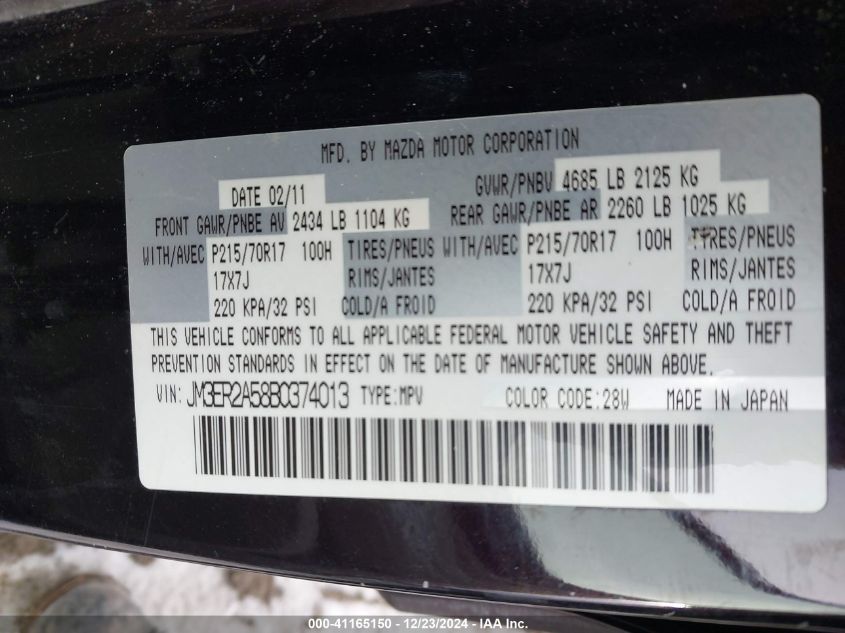 MFD. BY MAZDA MOTOR CORPORATION
DATE 02/11 GVWR/PNBV 4685 LB 2125 KG
FRONT GAWR/PNBE AV 2434 LB 1104 KG REAR GAWR/PNBE AR 2260 LB 1025 KG
WITH/AVEC P215/70R17 100H TIRES/PNEUS WITH/AVEC P215/70R17 100H TIRES/PNEUS
17X7J RIMS/JANTES 17X7J RIMS/JANTES
220 KPA/32 PSI COLD/A FROID 220 KPA/32 PSI COLD/A FROID
THIS VEHICLE CONFORMS TO ALL APPLICABLE FEDERAL MOTOR VEHICLE SAFETY AND THEFT
PREVENTION STANDARDS IN EFFECT ON THE DATE OF MANUFACTURE SHOWN ABOVE.
VIN: JM3ER2A58B0374013 TYPE:MPV COLOR CODE:28W MADE IN JAPAN
000-41165150 - 12/23/2024 - IAA, Inc.